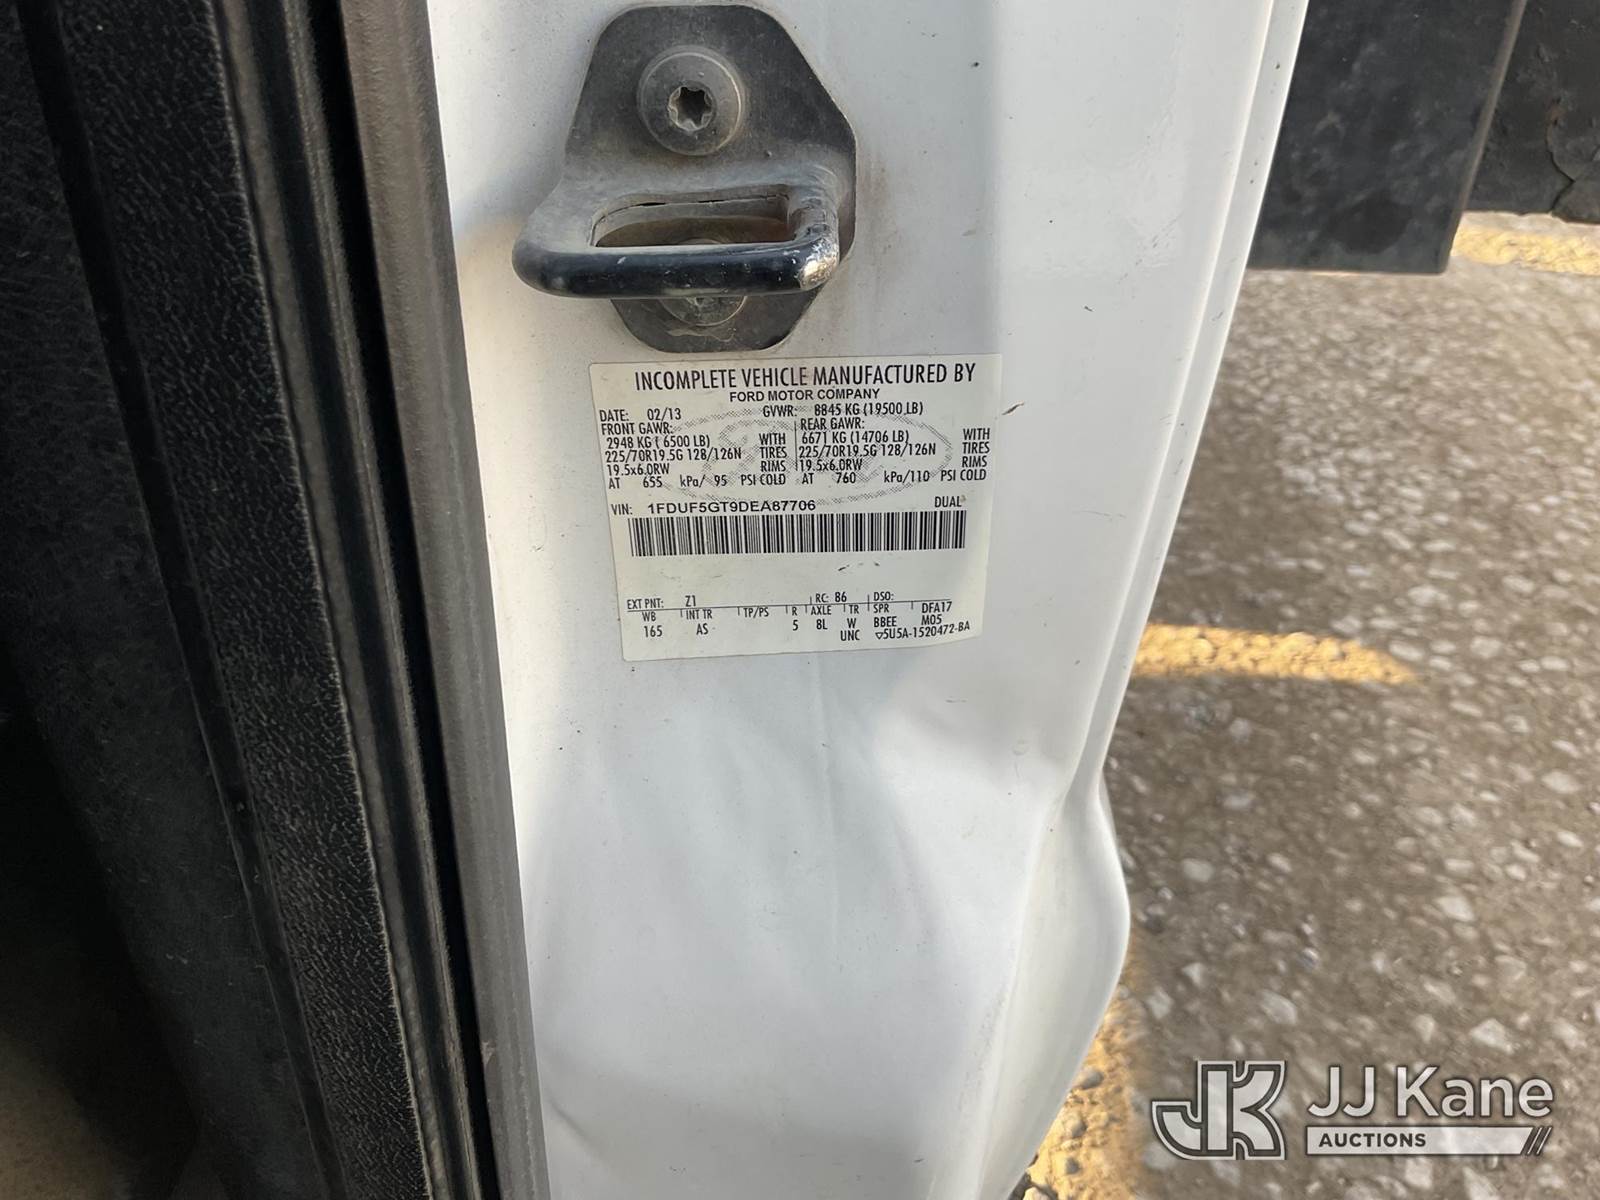 INCOMPLETE VEHICLE MANUFACTURED BY
FORD MOTOR COMPANY
DATE: 02/13 GVWR: 8845 KG (19500 LB)
FRONT GAWR: REAR GAWR:
2948 KG ( 6500 LB) WITH 6671 KG (14706 LB) WITH
225/70R19.5G 128/126N TIRES 225/70R19.5G 128/126N TIRES
19.5x6.0RW RIMS 19.5x6.0RW RIMS
AT 655 kPa/ 95 PSI COLD AT 760 kPa/110 PSI COLD
VIN: 1FDUF5GT9DEA87706 DUAL
EXT PNT: Z1 RC: 86 DSO:
WB INT TR TP/PS R AXLE TR SPR DFA17
165 AS 5 8L W BBEE M05
UNC ▽5U5A-1520472-BA
JK JJ Kane
AUCTIONS